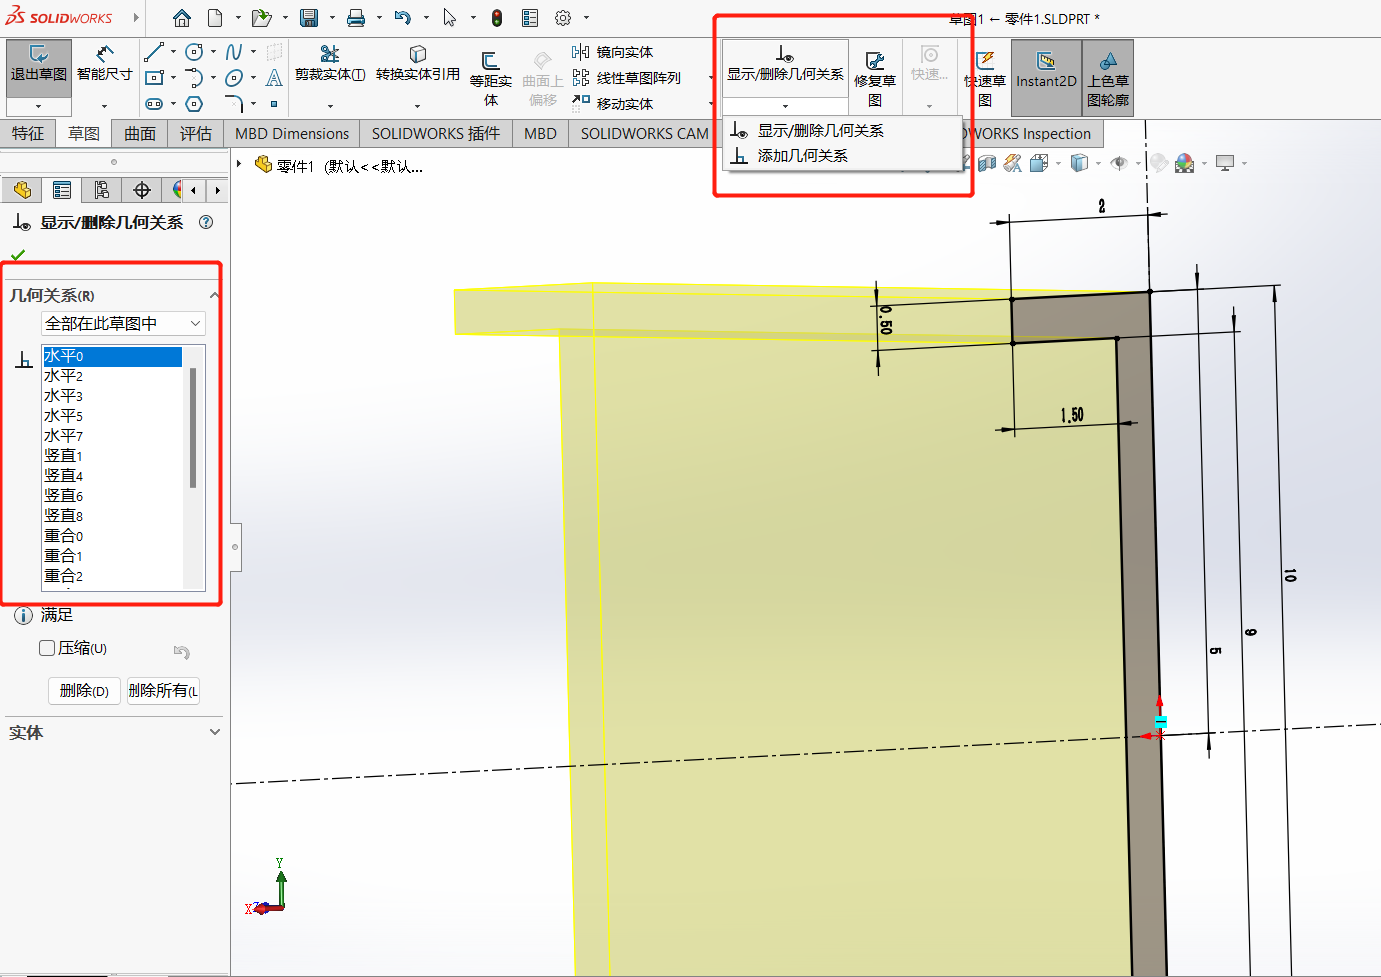 SOLIDWORKS
草图1 ← 零件1.SLDPRT *
退出草图
智能尺寸
剪裁实体(T)
转换实体引用
等距实
体
曲面上
偏移
镜向实体
线性草图阵列
移动实体
显示/删除几何关系
修复草
图
快速...
快速草
图
Instant2D
上色草
图轮廓
显示/删除几何关系
添加几何关系
特征
草图
曲面
评估
MBD Dimensions
SOLIDWORKS 插件
MBD
SOLIDWORKS CAM
WORKS Inspection
零件1 (默认<<默认...
显示/删除几何关系
几何关系(R)
全部在此草图中
水平0
水平2
水平3
水平5
水平7
竖直1
竖直4
竖直6
竖直8
重合0
重合1
重合2
满足
压缩(U)
删除(D)
删除所有(L
实体
2
0.50
1.50
10
9
5
Y
X
Z